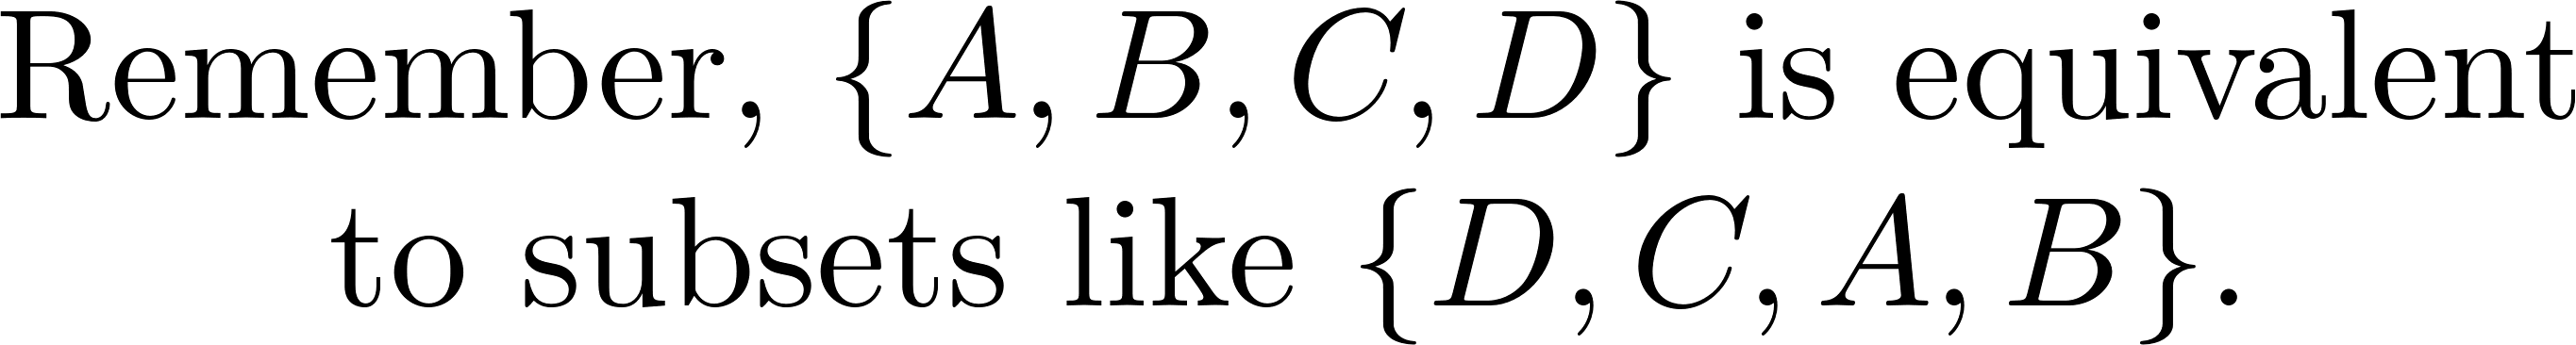 Remember, {A, B, C, D} is equivalent
to subsets like {D, C, A, B}.